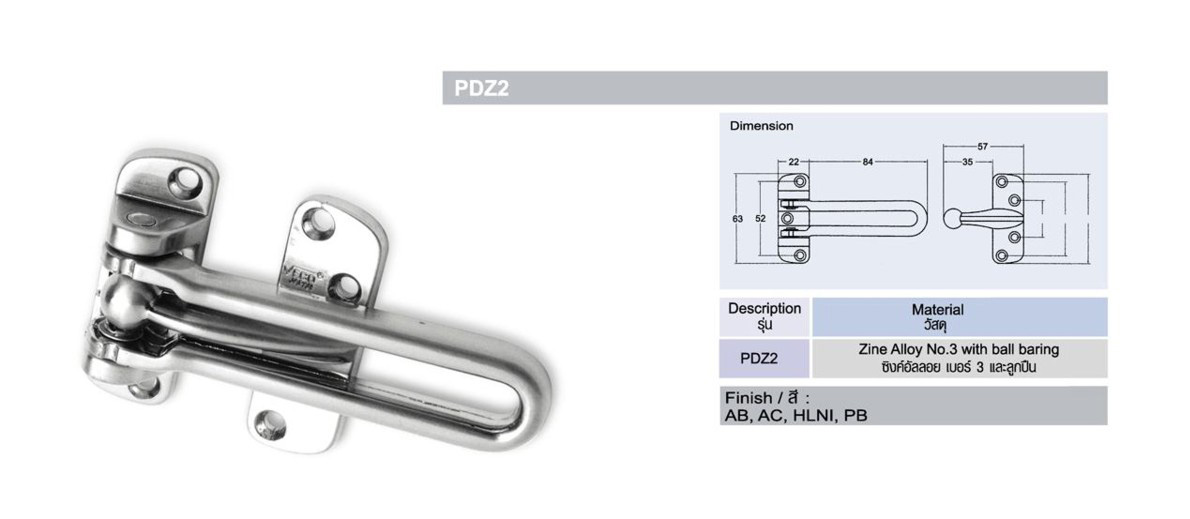 PDZ2
Dimension
57
22
84
35
63
52
Description
รุ่น
Material
วัสดุ
PDZ2
Zine Alloy No.3 with ball baring
ซิงค์อัลลอย เบอร์ 3 และลูกปืน
Finish / สี :
AB, AC, HLNI, PB